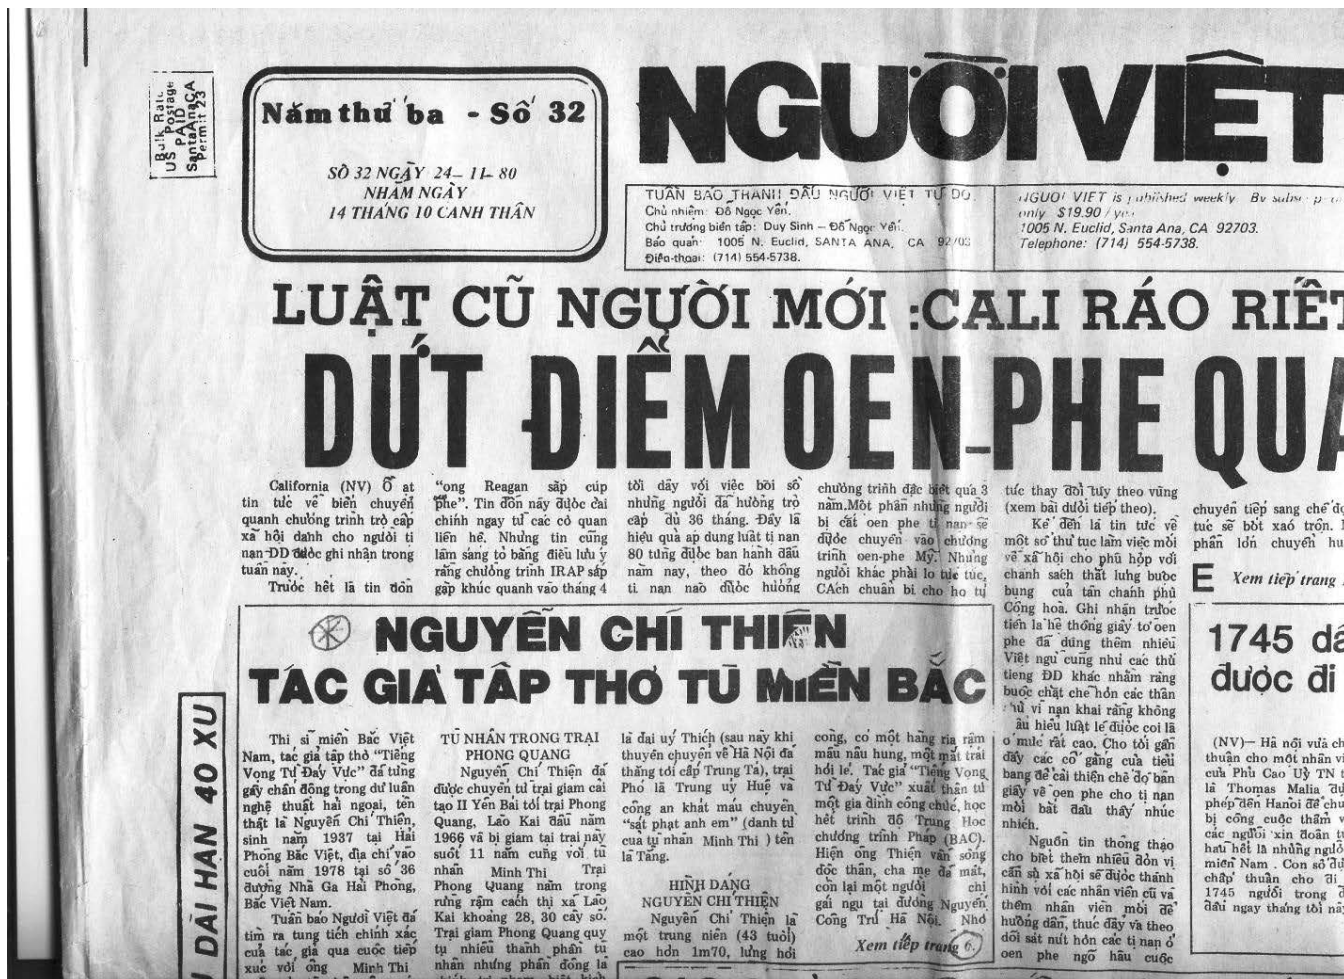 Bulk Rate
US Postage
PAID
Santa Ana CA
Permit 23
Năm thứ ba - Số 32
SỐ 32 NGÀY 24-11-80
NHẰM NGÀY
14 THÁNG 10 CANH THÂN
NGƯỜI VIỆT
TUẦN BÁO THANH ĐẤU NGƯỜI VIỆT TỰ DO.
Chủ nhiệm: Đỗ Ngọc Yến.
Chủ trương biên tập: Duy Sinh – Đỗ Ngọc Yến.
Báo quán: 1005 N. Euclid, SANTA ANA, CA 92703
Điện-thoại: (714) 554-5738.
NGUOI VIET is published weekly By
only $19.90 /
1005 N. Euclid, Santa Ana, CA 92703.
Telephone: (714) 554-5738.
LUẬT CŨ NGƯỜI MỚI : CALI RÁO RIẾT
DỨT ĐIỂM OEN-PHE QUA
California (NV) Ồ ạt
tin tức về biến chuyển
quanh chương trình trợ cấp
xã hội dành cho người tị
nạn ĐD được ghi nhận trong
tuần này.
Trước hết là tin đồn
“ong Reagan sắp cúp
phe”. Tin đồn này được cải
chính ngay từ các cơ quan
liên hệ. Nhưng tin cũng
làm sáng tỏ bằng điều lưu ý
rằng chương trình IRAP sắp
gặp khúc quanh vào tháng 4
tới đây với việc bồi số
những người đã hưởng trợ
cấp đủ 36 tháng. Đây là
hiệu quả áp dụng luật tị nạn
80 từng được ban hành đầu
năm nay, theo đó không
tị nạn nào được hưởng
chương trình đặc biệt quá 3
năm. Một phần những người
bị cắt oen phe tị nạn sẽ
được chuyển vào chương
trình oen-phe Mỹ. Nhưng
người khác phải lo túc túc,
CÁch chuẩn bị cho họ tự
túc thay đổi tùy theo vùng
(xem bài dưới tiếp theo).
Kế đến là tin tức về
một số thư tục làm việc mới
về xã hội cho phù hợp với
chánh sách thắt lưng buộc
bụng của tân chánh phủ
Cộng hoà. Ghi nhận trước
tiên là hệ thống giấy tờ oen
phe đã dùng thêm nhiều
Việt ngữ cũng như các thứ
tieng ĐD khác nhằm ràng
buộc chặt chẽ hơn các thân
chủ vì nạn khai rằng không
ấu hiểu luật lệ được coi là
ở mức rất cao. Cho tới gần
đây các cố gắng của tiểu
bang để cải thiện chế độ bản
giấy về oen phe cho tị nạn
mới bắt đầu thấy nhúc
nhích.
Nguồn tin thông thạo
cho biết thêm nhiều đơn vị
cán sự xã hội sẽ được thành
hình với các nhân viên cũ và
thêm nhân viên mới để
hướng dẫn, thúc đẩy và theo
dõi sát nút hơn các tị nạn ở
oen phe ngõ hầu cuộc
chuyển tiếp sang chế độ
túc sẽ bớt xáo trộn.
phần lớn chuyển hư
E Xem tiếp trang
NGUYỄN CHÍ THIỆN
TÁC GIẢ TẬP THƠ TÙ MIỀN BẮC
Thi sĩ miền Bắc Việt
Nam, tác giả tập thơ “Tiếng
Vọng Từ Đáy Vực” đã từng
gây chấn động trong dư luận
nghệ thuật hải ngoại, tên
thật là Nguyễn Chí Thiện,
sinh năm 1937 tại Hải
Phòng Bắc Việt, địa chỉ vào
cuối năm 1978 tại số 36
đường Nhà Ga Hải Phòng,
Bắc Việt Nam.
Tuần báo Người Việt đã
tìm ra tung tích chính xác
của tác giả qua cuộc tiếp
xúc với ông Minh Thi
TÙ NHÂN TRONG TRẠI
PHONG QUANG
Nguyễn Chí Thiện đã
được chuyển từ trại giam cải
tạo II Yên Bái tới trại Phong
Quang, Lào Kai đầu năm
1966 và bị giam tại trại này
suốt 11 năm cùng với tù
nhân Minh Thi Trại
Phong Quang nằm trong
rừng rậm cách thị xã Lào
Kai khoảng 28, 30 cây số.
Trại giam Phong Quang quy
tụ nhiều thành phần tù
nhân nhưng phần đông là
là đại uý Thích (sau này khi
thuyên chuyển về Hà Nội đã
thăng tới cấp Trung Tá), trại
Phó là Trung uý Huệ và
công an khát máu chuyên
“sát phạt anh em” (danh từ
của tù nhân Minh Thi ) tên
là Tăng.
HÌNH DÁNG
NGUYỄN CHÍ THIỆN
Nguyễn Chí Thiện là
một trung niên (43 tuổi)
cao hơn 1m70, lưng hơi
cong, có một hàng ria rậm
mầu nâu hung, một mắt trái
hơi lé. Tác giả “Tiếng Vọng
Từ Đáy Vực” xuất thân từ
một gia đình công chức, học
hết trình độ Trung Học
chương trình Pháp (BAC).
Hiện ông Thiện vẫn sống
độc thân, cha mẹ đã mất,
còn lại một người chị
gái ngụ tại đường Nguyễn
Công Trứ Hà Nội. Nhớ
Xem tiếp trang 6.
1745 đầ
được đi
(NV)— Hà nội vừa ch
thuận cho một nhân vi
của Phủ Cao Uỷ TN t
là Thomas Malia đư
phép đến Hanoi để ch
bị công cuộc thẩm v
các người xin đoàn t
hầu hết là những ngườ
miền Nam . Con số đư
chấp thuận cho đi
1745 người trong đ
đầu ngay tháng tới nà
DÀI HẠN 40 XU